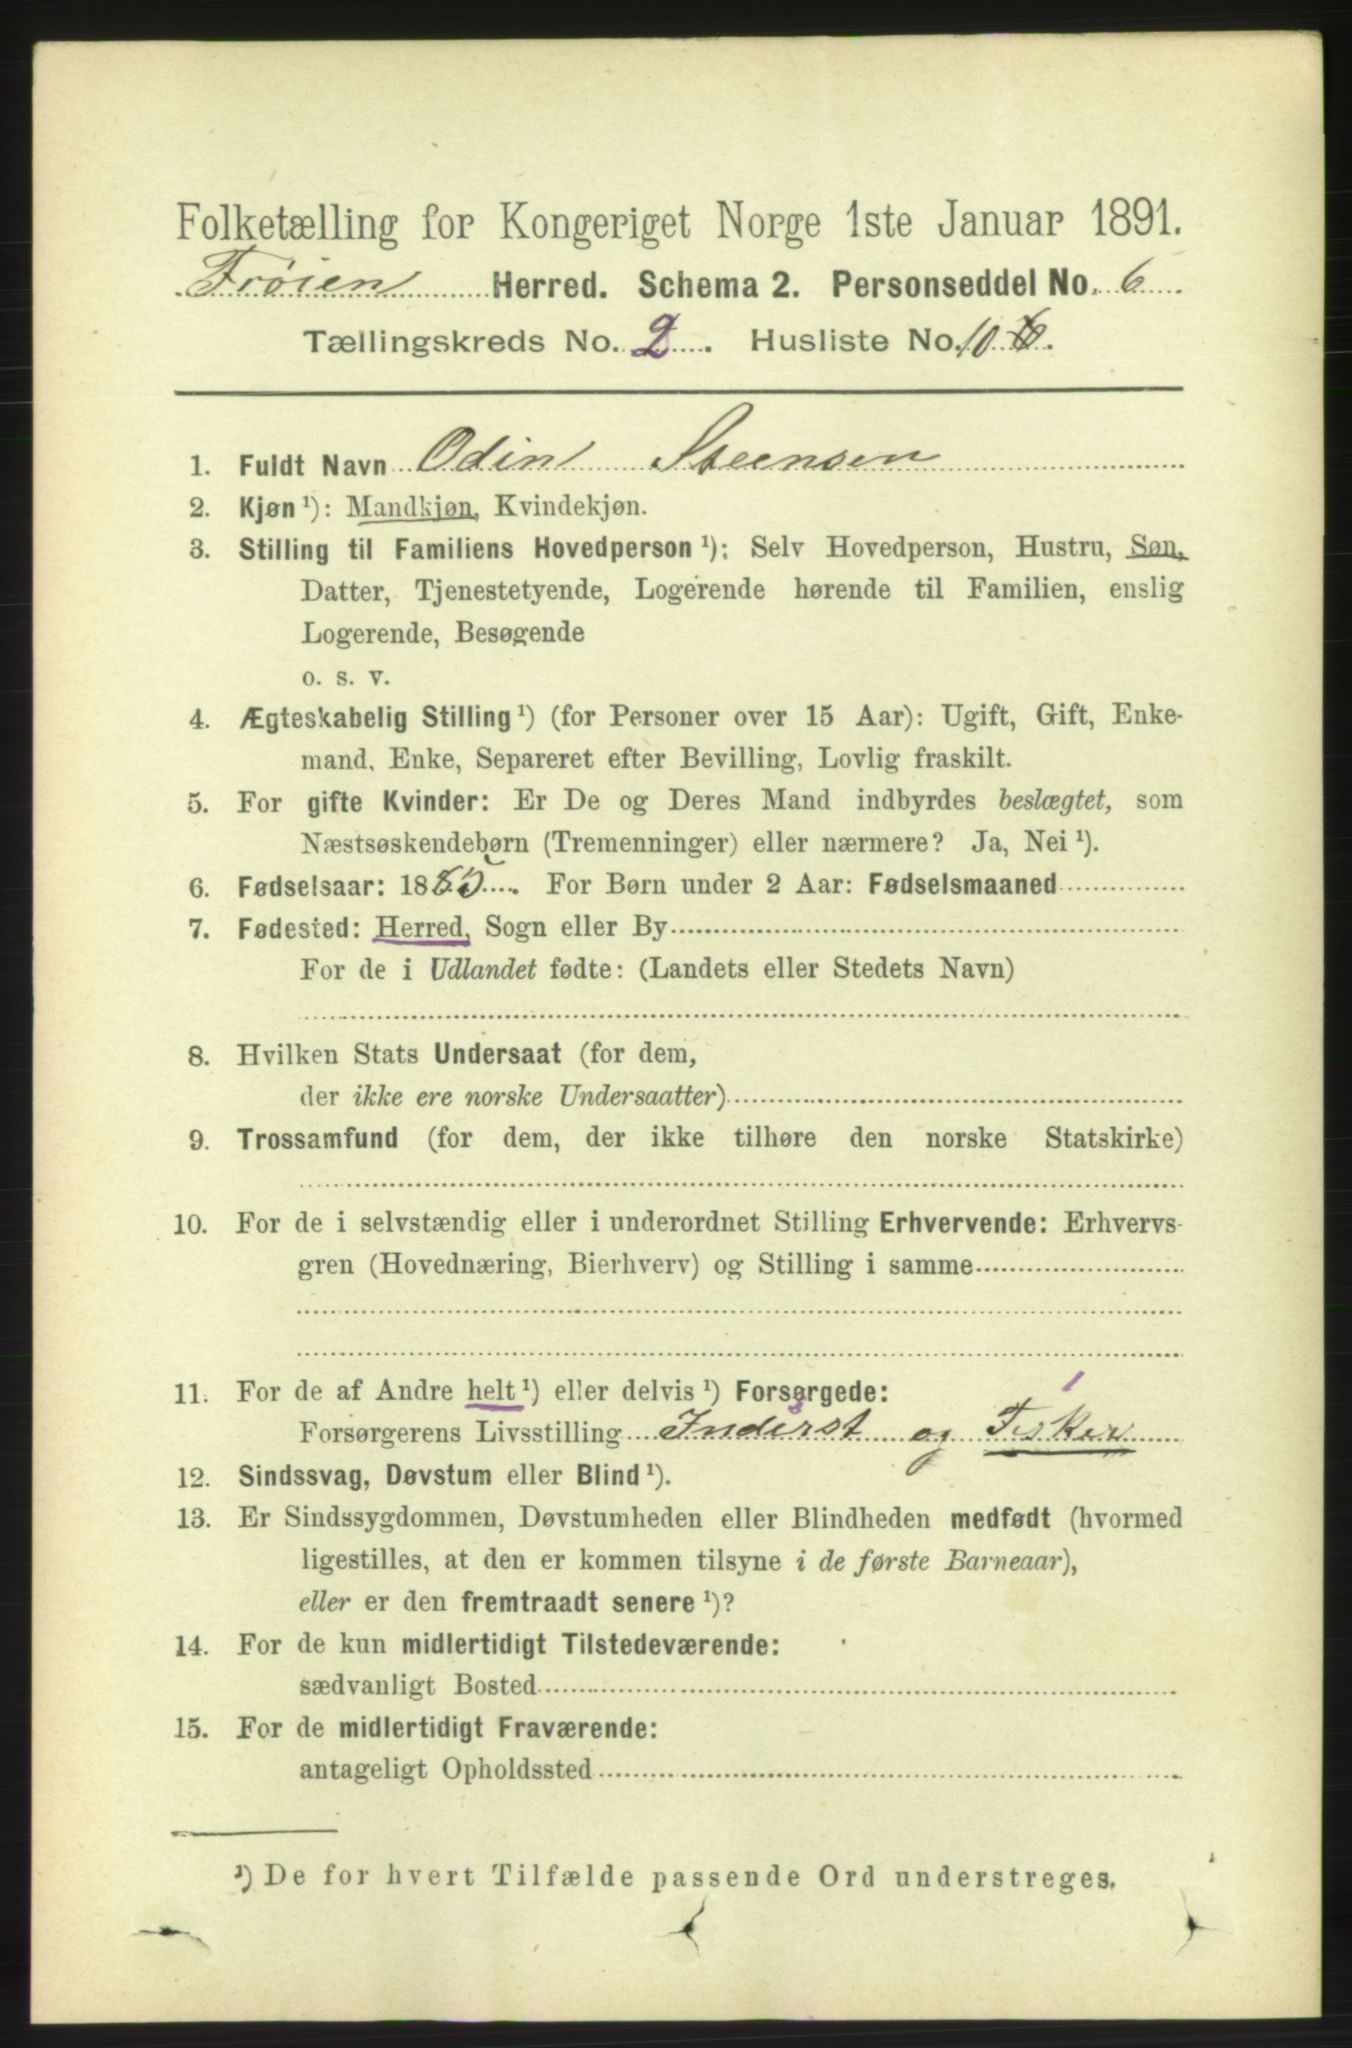 Folketælling for Kongeriget Norge 1ste Januar 1891.
Frøien Herred. Schema 2. Personseddel No. 6.
Tællingskreds No. 2. Husliste No. 10
1. Fuldt Navn Odin Steensen
2. Kjøn ¹): Mandkjøn, Kvindekjøn.
3. Stilling til Familiens Hovedperson ¹): Selv Hovedperson, Hustru, Søn,
Datter, Tjenestetyende, Logerende hørende til Familien, enslig
Logerende, Besøgende
o. s. v.
4. Ægteskabelig Stilling ¹) (for Personer over 15 Aar): Ugift, Gift, Enke-
mand, Enke, Separeret efter Bevilling, Lovlig fraskilt.
5. For gifte Kvinder: Er De og Deres Mand indbyrdes beslægtet, som
Næstsøskendebørn (Tremenninger) eller nærmere? Ja, Nei ¹).
6. Fødselsaar: 1885. For Børn under 2 Aar: Fødselsmaaned
7. Fødested: Herred, Sogn eller By
For de i Udlandet fødte: (Landets eller Stedets Navn)
8. Hvilken Stats Undersaat (for dem,
der ikke ere norske Undersaatter)
9. Trossamfund (for dem, der ikke tilhøre den norske Statskirke)
10. For de i selvstændig eller i underordnet Stilling Erhvervende: Erhvervs-
gren (Hovednæring, Bierhverv) og Stilling i samme
11. For de af Andre helt ¹) eller delvis ¹) Forsørgede:
Forsørgerens Livsstilling Inderst og Fisker
12. Sindssvag, Døvstum eller Blind ¹).
13. Er Sindssygdommen, Døvstumheden eller Blindheden medfødt (hvormed
ligestilles, at den er kommen tilsyne i de første Barneaar),
eller er den fremtraadt senere ¹)?
14. For de kun midlertidigt Tilstedeværende:
sædvanligt Bosted
15. For de midlertidigt Fraværende:
antageligt Opholdssted
¹) De for hvert Tilfælde passende Ord understreges.